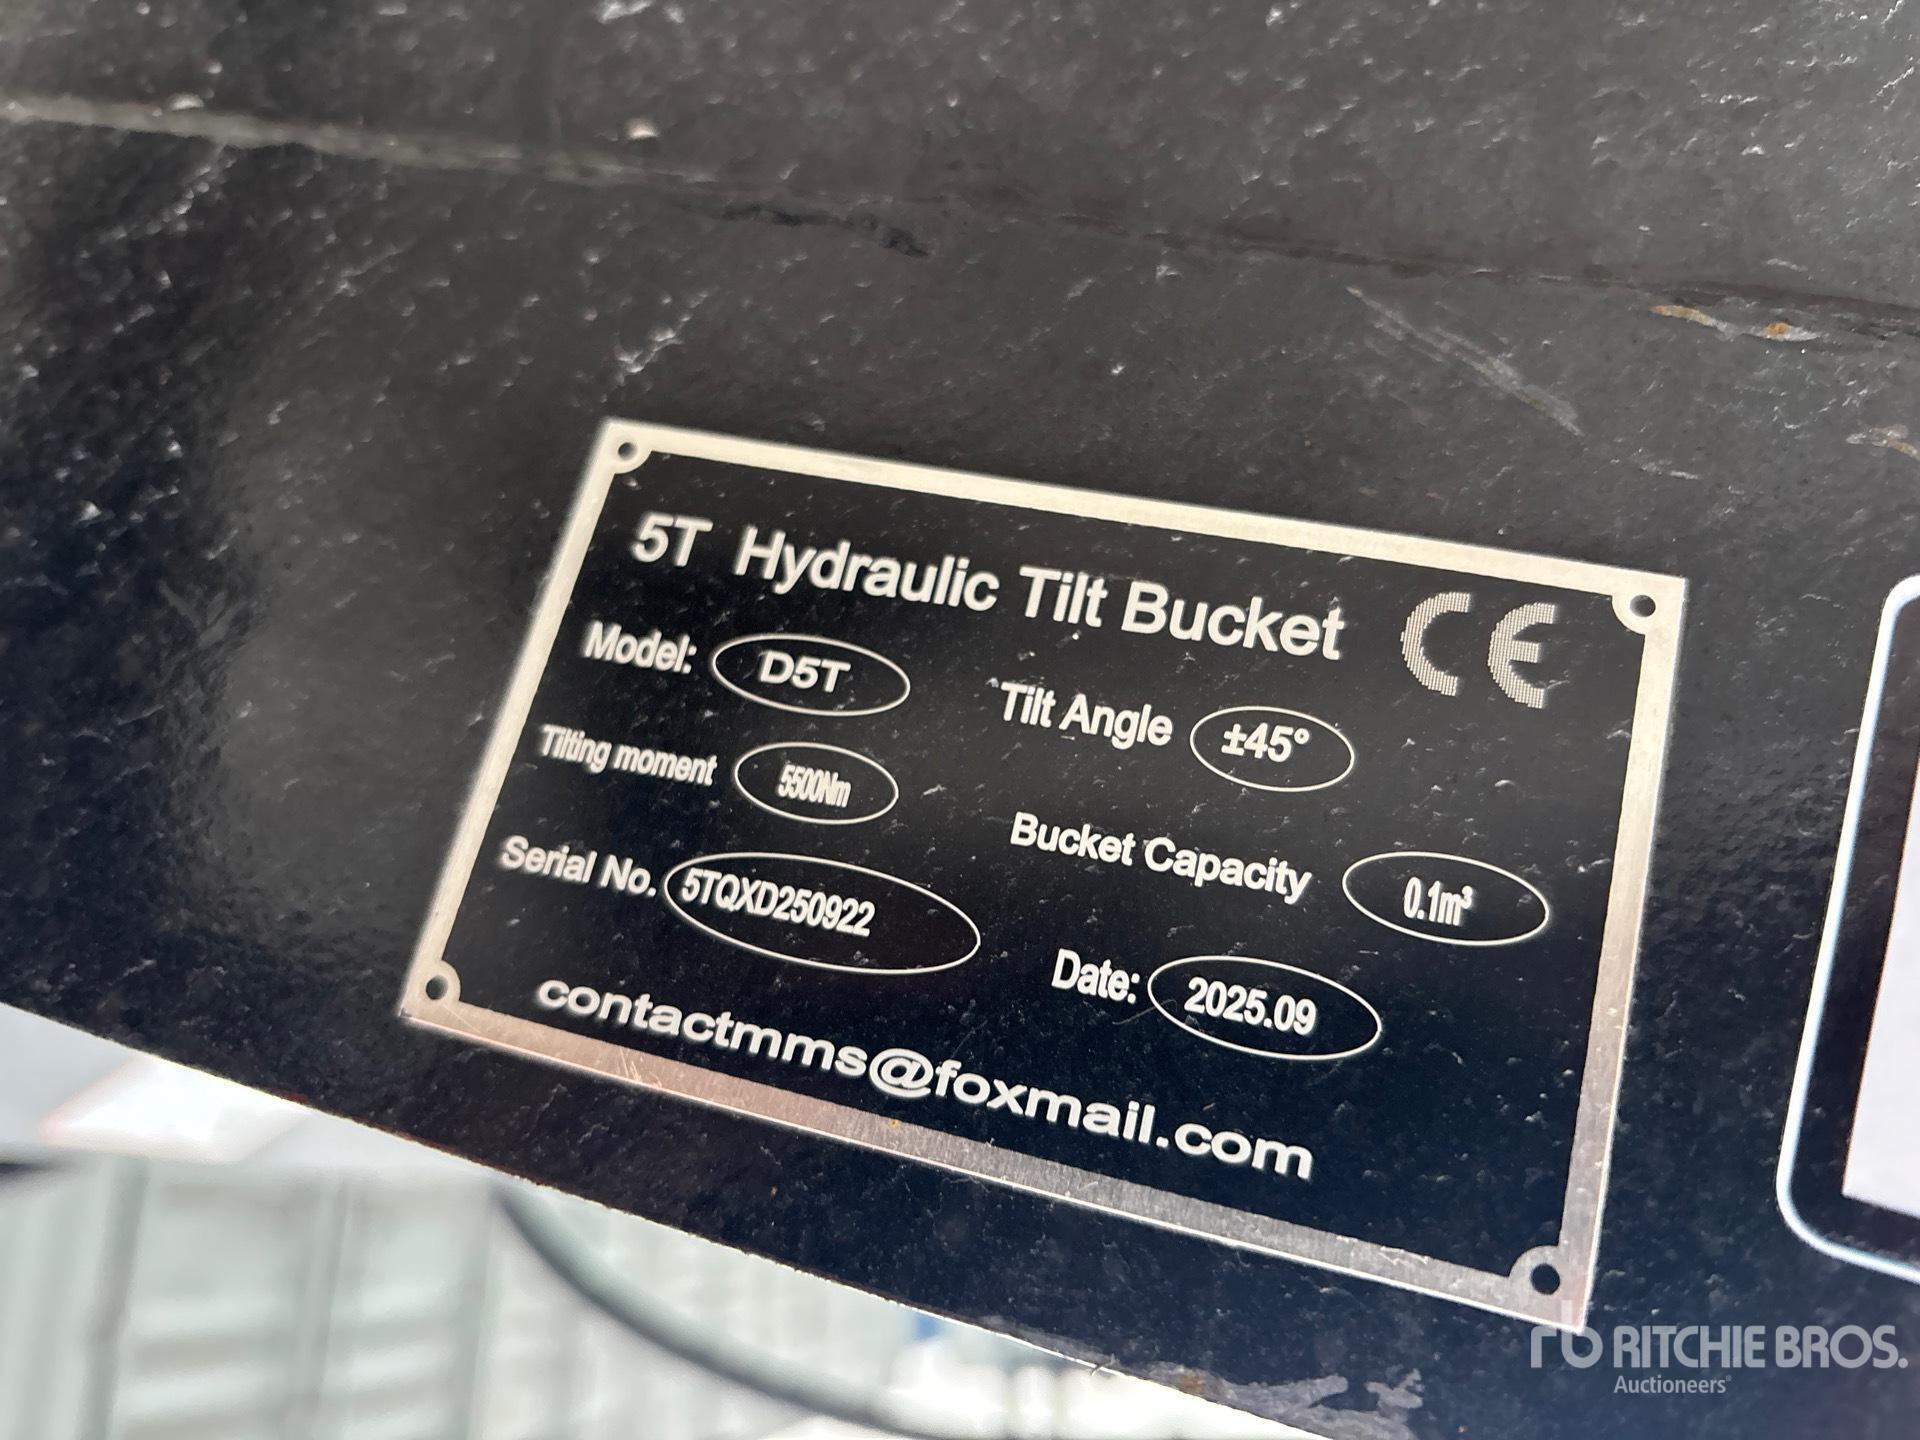 5T Hydraulic Tilt Bucket CE
Model: D5T Tilt Angle ±45°
Tilting moment 5500Nm Bucket Capacity 0.1m³
Serial No. 5TQXD250922 Date: 2025.09
contactmms@foxmail.com
rb RITCHIE BROS.
Auctioneers